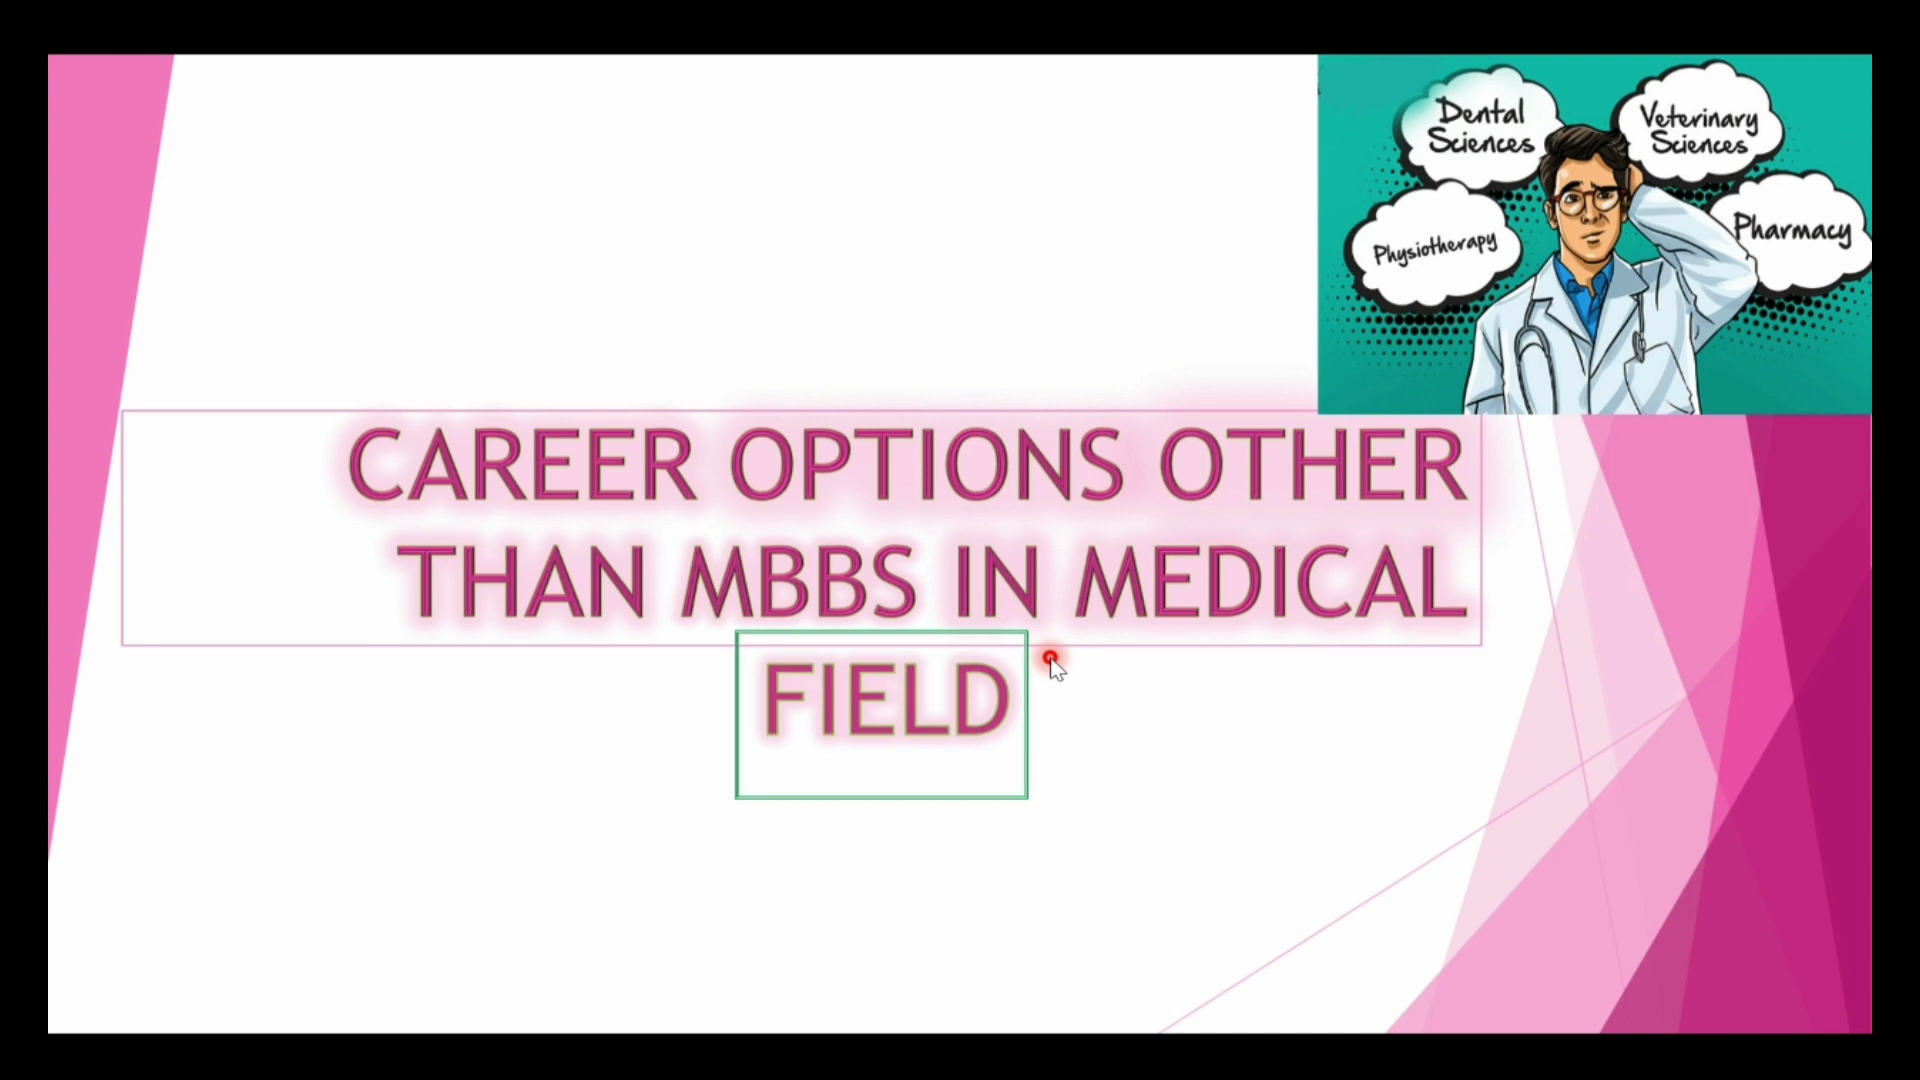 Dental
Sciences
Veterinary
Sciences
Physiotherapy
Pharmacy
CAREER OPTIONS OTHER
THAN MBBS IN MEDICAL
FIELD